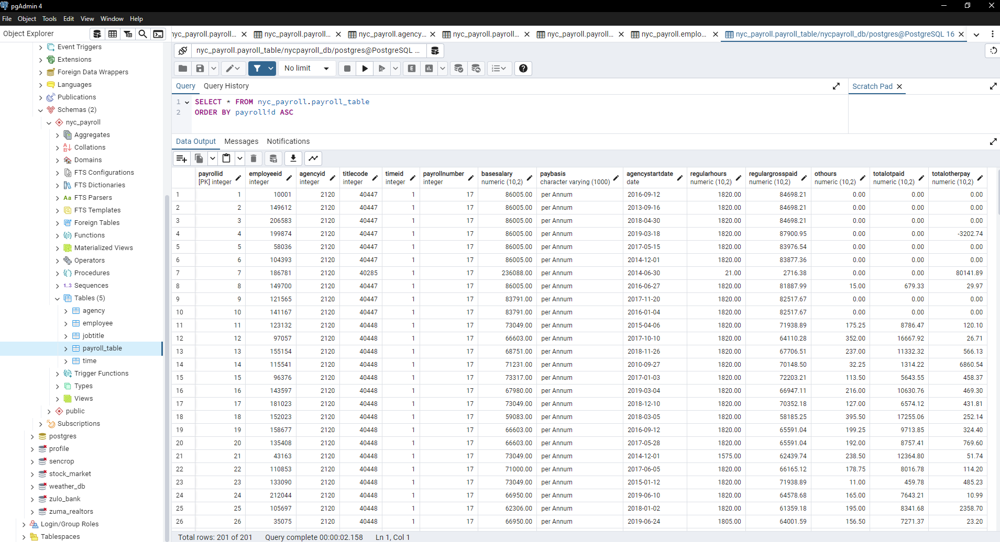 pgAdmin 4
File Object Tools Edit View Window Help
Object Explorer
nyc_payroll.payroll... nyc_payroll.payroll... nyc_payroll.agency... nyc_payroll.payroll... nyc_payroll.payroll... nyc_payroll.emplo... nyc_payroll.payroll_table/nycpayroll_db/postgres@PostgreSQL 16
Event Triggers
Extensions
Foreign Data Wrappers
Languages
Publications
Schemas (2)
nyc_payroll
Aggregates
Collations
Domains
FTS Configurations
FTS Dictionaries
Aa FTS Parsers
FTS Templates
Foreign Tables
Functions
Materialized Views
Operators
Procedures
1..3 Sequences
Tables (5)
agency
employee
jobtitle
payroll_table
time
Trigger Functions
Types
Views
public
Subscriptions
postgres
profile
sencrop
stock_market
weather_db
zulo_bank
zuma_realtors
Login/Group Roles
Tablespaces
nyc_payroll.payroll_table/nycpayroll_db/postgres@PostgreSQL ...
No limit
E
Query Query History
Scratch Pad
1 SELECT * FROM nyc_payroll.payroll_table
2 ORDER BY payrollid ASC
Data Output Messages Notifications
payrollid employeeid agencyid titlecode timeid payrollnumber basesalary paybasis agencystartdate regularhours regulargrosspaid othours totalotpaid totalotherpay
[PK] integer integer integer integer integer integer numeric (10,2) character varying (1000) date numeric (10,2) numeric (10,2) numeric (10,2) numeric (10,2) numeric (10,2)
1 1 10001 2120 40447 1 17 86005.00 per Annum 2016-09-12 1820.00 84698.21 0.00 0.00 0.00
2 2 149612 2120 40447 1 17 86005.00 per Annum 2013-09-16 1820.00 84698.21 0.00 0.00 0.00
3 3 206583 2120 40447 1 17 86005.00 per Annum 2018-04-30 1820.00 84698.21 0.00 0.00 0.00
4 4 199874 2120 40447 1 17 86005.00 per Annum 2019-03-18 1820.00 87900.95 0.00 0.00 -3202.74
5 5 58036 2120 40447 1 17 86005.00 per Annum 2017-05-15 1820.00 83976.54 0.00 0.00 0.00
6 6 104393 2120 40447 1 17 86005.00 per Annum 2014-12-01 1820.00 83877.36 0.00 0.00 0.00
7 7 186781 2120 40285 1 17 236088.00 per Annum 2014-06-30 21.00 2716.38 0.00 0.00 80141.89
8 8 149700 2120 40447 1 17 86005.00 per Annum 2016-06-27 1820.00 81887.99 15.00 679.33 29.97
9 9 121565 2120 40447 1 17 83791.00 per Annum 2017-11-20 1820.00 82517.67 0.00 0.00 0.00
10 10 141167 2120 40447 1 17 83791.00 per Annum 2016-01-04 1820.00 82517.67 0.00 0.00 0.00
11 11 123132 2120 40448 1 17 73049.00 per Annum 2015-04-06 1820.00 71938.89 175.25 8786.47 120.10
12 12 97057 2120 40448 1 17 66603.00 per Annum 2017-10-10 1820.00 64110.28 352.00 16667.92 26.71
13 13 155154 2120 40448 1 17 68751.00 per Annum 2018-11-26 1820.00 67706.51 237.00 11332.32 566.13
14 14 115541 2120 40448 1 17 71231.00 per Annum 2010-09-27 1820.00 70148.50 32.25 1314.22 6860.54
15 15 96376 2120 40448 1 17 73317.00 per Annum 2017-01-03 1820.00 72203.21 113.50 5643.55 458.37
16 16 143597 2120 40448 1 17 67980.00 per Annum 2019-03-04 1820.00 66947.11 216.00 10630.76 469.30
17 17 181023 2120 40448 1 17 73049.00 per Annum 2018-12-10 1820.00 70352.18 127.00 6574.12 431.81
18 18 152023 2120 40448 1 17 59083.00 per Annum 2018-03-05 1820.00 58185.25 395.50 17255.06 252.14
19 19 158677 2120 40448 1 17 66603.00 per Annum 2016-09-12 1820.00 65591.04 199.25 9713.85 324.40
20 20 135408 2120 40448 1 17 66603.00 per Annum 2017-05-28 1820.00 65591.04 192.00 8757.41 769.60
21 21 43163 2120 40448 1 17 73049.00 per Annum 2014-12-01 1575.00 62439.74 238.50 12364.80 51.74
22 22 110853 2120 40448 1 17 71000.00 per Annum 2017-06-05 1820.00 66165.12 178.75 8016.78 114.20
23 23 133090 2120 40448 1 17 73049.00 per Annum 2015-01-12 1820.00 71938.89 11.00 459.78 485.23
24 24 212044 2120 40448 1 17 66950.00 per Annum 2019-06-10 1820.00 64578.68 165.00 7643.21 10.99
25 25 105697 2120 40448 1 17 62306.00 per Annum 2018-01-02 1820.00 61359.18 195.00 8341.68 2358.70
26 26 35075 2120 40448 1 17 66950.00 per Annum 2019-06-24 1805.00 64001.59 156.50 7271.37 23.20
Total rows: 201 of 201 Query complete 00:00:02.158 Ln 1, Col 1